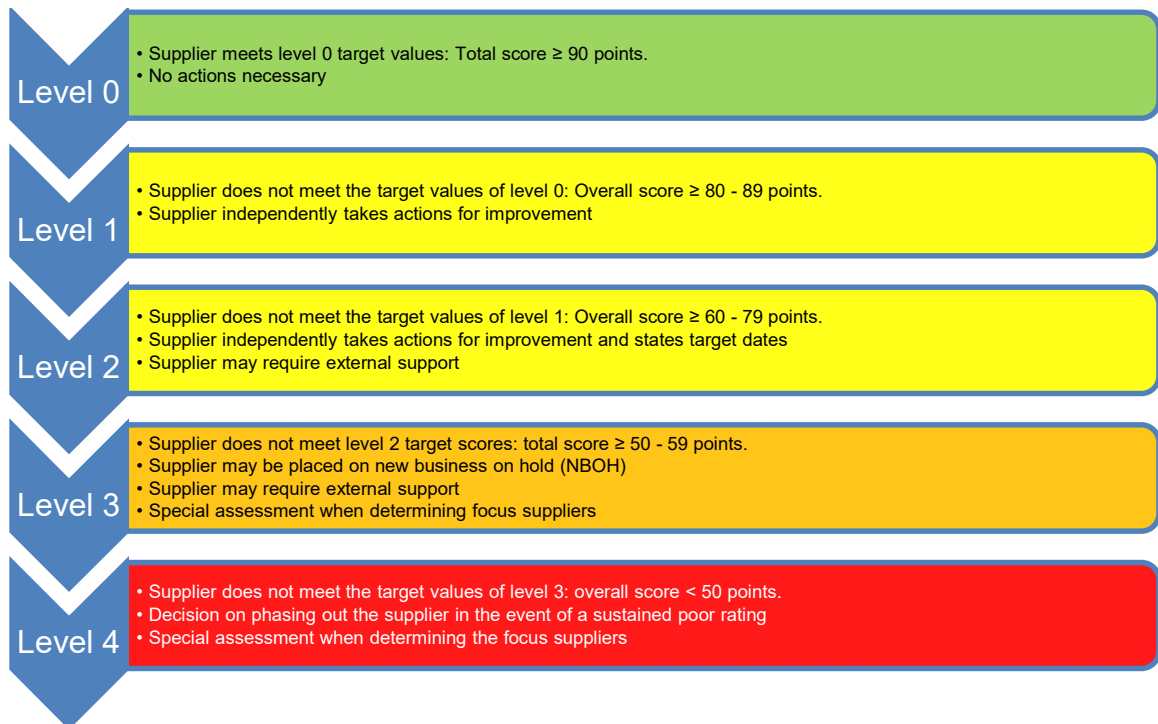 Level 0
• Supplier meets level 0 target values: Total score ≥ 90 points.
• No actions necessary
Level 1
• Supplier does not meet the target values of level 0: Overall score ≥ 80 - 89 points.
• Supplier independently takes actions for improvement
Level 2
• Supplier does not meet the target values of level 1: Overall score ≥ 60 - 79 points.
• Supplier independently takes actions for improvement and states target dates
• Supplier may require external support
Level 3
• Supplier does not meet level 2 target scores: total score ≥ 50 - 59 points.
• Supplier may be placed on new business on hold (NBOH)
• Supplier may require external support
• Special assessment when determining focus suppliers
Level 4
• Supplier does not meet the target values of level 3: overall score < 50 points.
• Decision on phasing out the supplier in the event of a sustained poor rating
• Special assessment when determining the focus suppliers